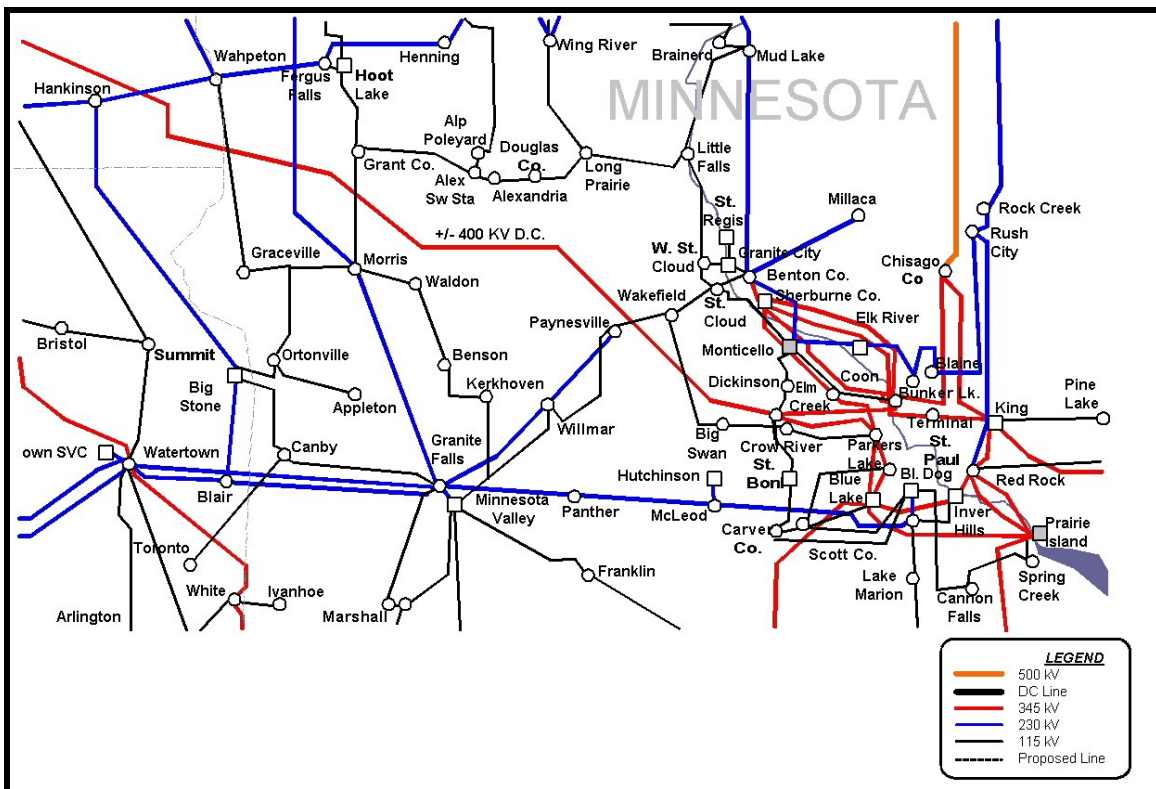 MINNESOTA
Wahpeton
Henning
Wing River
Brainerd
Mud Lake
Hankinson
Fergus
Falls
Hoot
Lake
Alp
Poleyard
Douglas
Co.
Grant Co.
Alex
Sw Sta
Alexandria
Long
Prairie
Little
Falls
St.
Regis
Millaca
Rock Creek
Rush
City
+/- 400 KV D.C.
W. St.
Cloud
Granite City
Benton Co.
Chisago
Co
Graceville
Morris
Waldon
Wakefield
St.
Cloud
Sherburne Co.
Elk River
Paynesville
Bristol
Summit
Ortonville
Benson
Monticello
Coon
Blaine
Bunker Lk.
Big
Stone
Appleton
Kerkhoven
Dickinson
Elm
Creek
Terminal
King
Pine
Lake
Willmar
Big
Swan
Crow River
Parkers
Lake
St.
Paul
own SVC
Watertown
Canby
Granite
Falls
Hutchinson
St.
Boni
Blue
Lake
Bl. Dog
Red Rock
Blair
Minnesota
Valley
Panther
McLeod
Inver
Hills
Prairie
Island
Toronto
Carver
Co.
Scott Co.
White
Ivanhoe
Franklin
Lake
Marion
Cannon
Falls
Spring
Creek
Arlington
Marshall
LEGEND
500 kV
DC Line
345 kV
230 kV
115 kV
Proposed Line